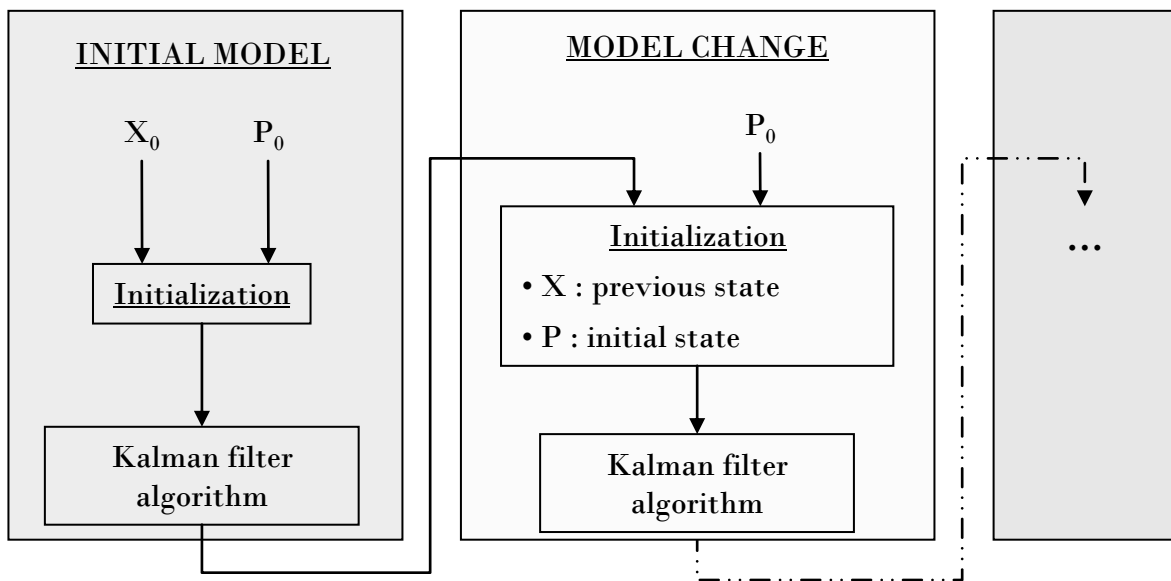 INITIAL MODEL
X₀ P₀
Initialization
Kalman filter
algorithm
MODEL CHANGE
P₀
Initialization
• X : previous state
• P : initial state
Kalman filter
algorithm
...